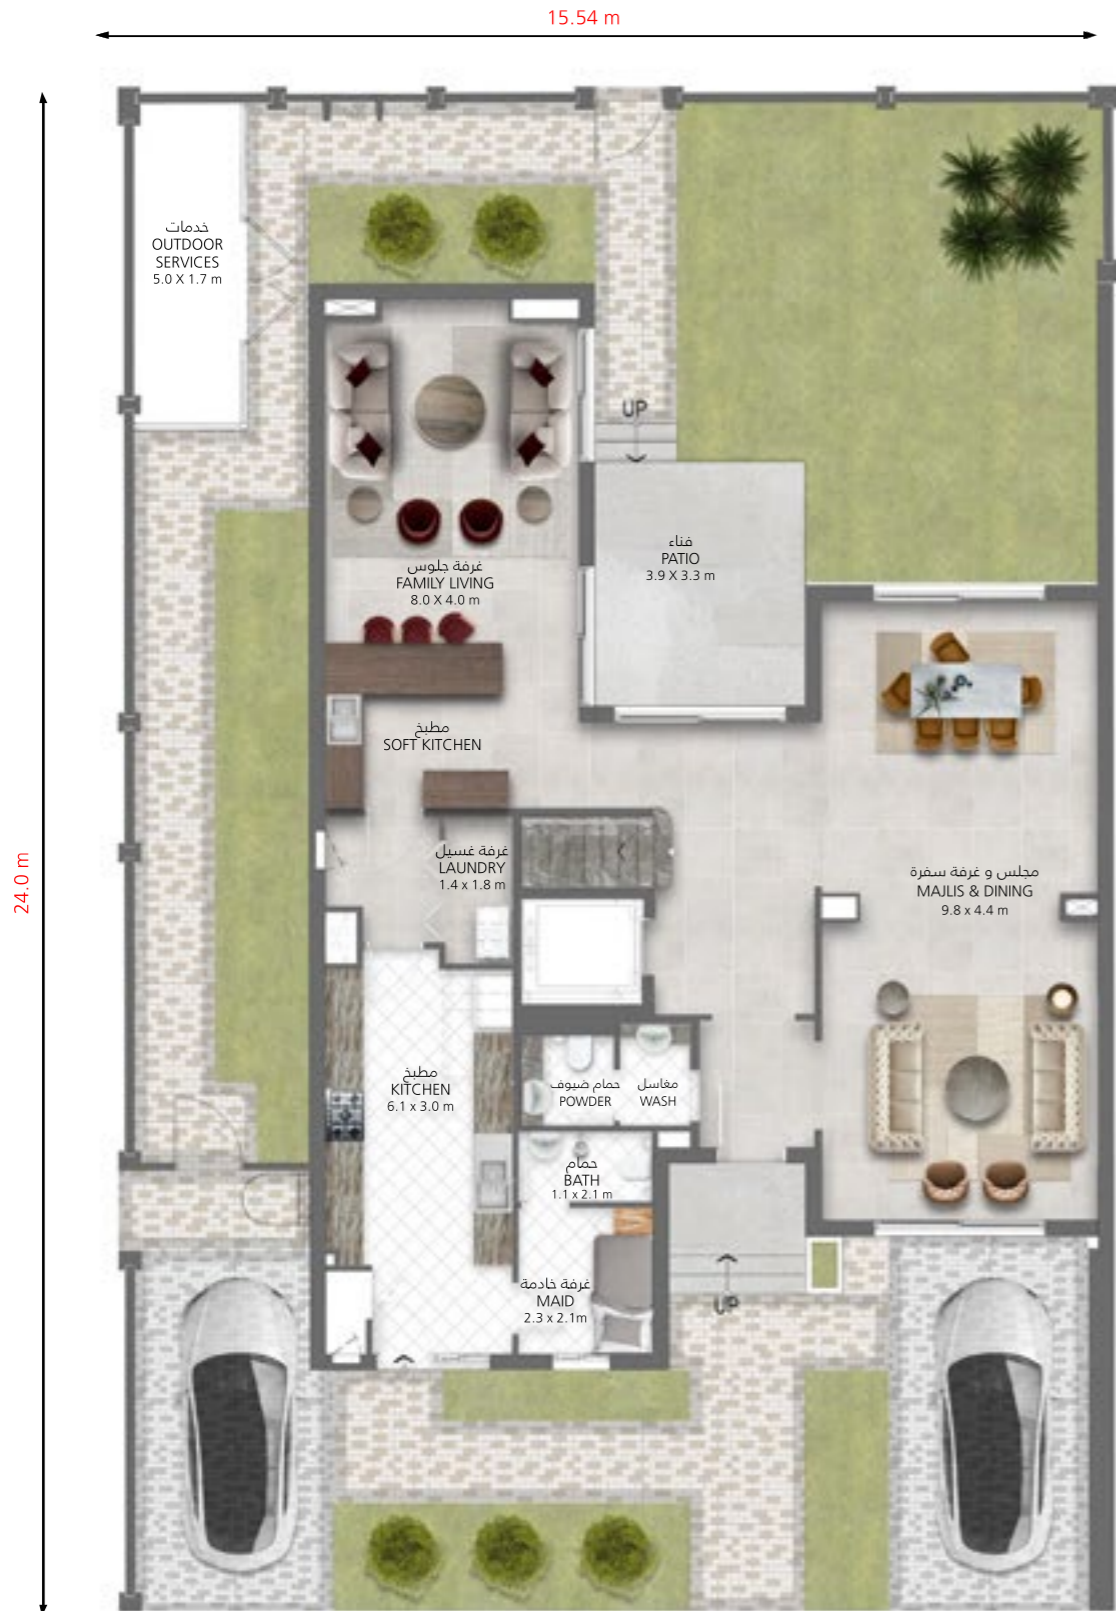 15.54 m
24.0 m
خدمات
OUTDOOR
SERVICES
5.0 X 1.7 m
UP
فناء
PATIO
3.9 X 3.3 m
غرفة جلوس
FAMILY LIVING
8.0 X 4.0 m
مطبخ
SOFT KITCHEN
غرفة غسيل
LAUNDRY
1.4 x 1.8 m
مجلس و غرفة سفرة
MAJLIS & DINING
9.8 x 4.4 m
مطبخ
KITCHEN
6.1 x 3.0 m
حمام ضيوف
POWDER
مغاسل
WASH
حمام
BATH
1.1 x 2.1 m
غرفة خادمة
MAID
2.3 x 2.1m
UP